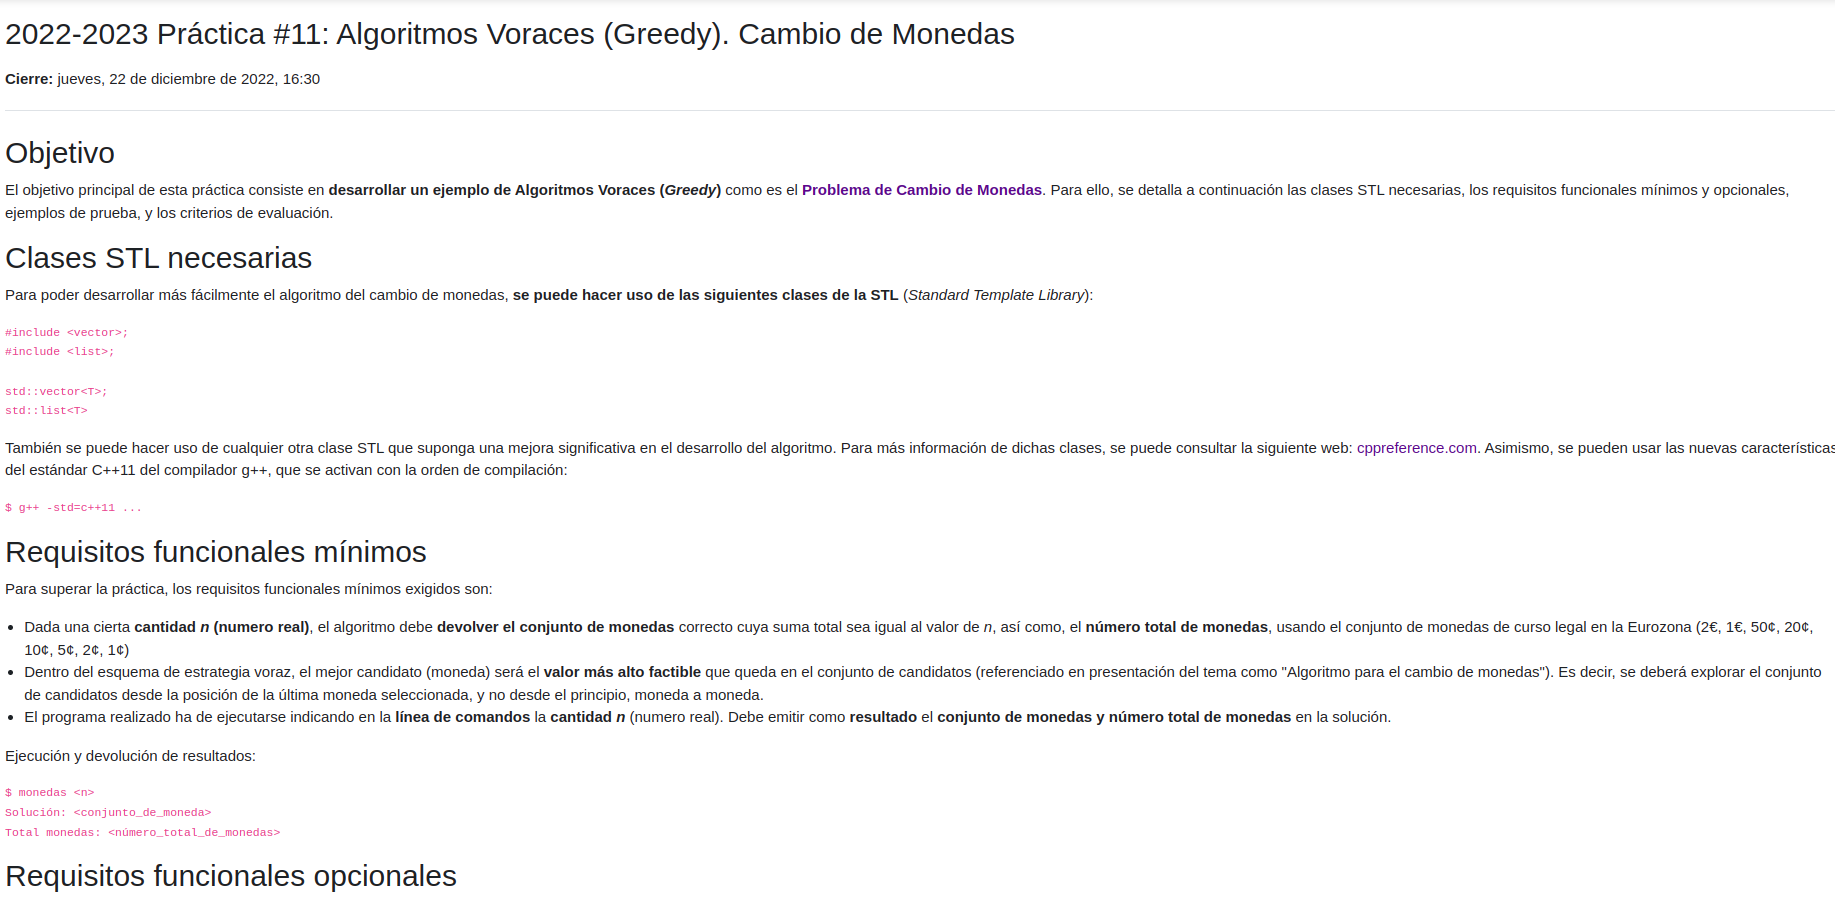 2022-2023 Práctica #11: Algoritmos Voraces (Greedy). Cambio de Monedas
Cierre: jueves, 22 de diciembre de 2022, 16:30
Objetivo
El objetivo principal de esta práctica consiste en desarrollar un ejemplo de Algoritmos Voraces (Greedy) como es el Problema de Cambio de Monedas. Para ello, se detalla a continuación las clases STL necesarias, los requisitos funcionales mínimos y opcionales,
ejemplos de prueba, y los criterios de evaluación.
Clases STL necesarias
Para poder desarrollar más fácilmente el algoritmo del cambio de monedas, se puede hacer uso de las siguientes clases de la STL (Standard Template Library):
#include <vector>;
#include <list>;
std::vector<T>;
std::list<T>
También se puede hacer uso de cualquier otra clase STL que suponga una mejora significativa en el desarrollo del algoritmo. Para más información de dichas clases, se puede consultar la siguiente web: cppreference.com. Asimismo, se pueden usar las nuevas características
del estándar C++11 del compilador g++, que se activan con la orden de compilación:
$ g++ -std=c++11 ...
Requisitos funcionales mínimos
Para superar la práctica, los requisitos funcionales mínimos exigidos son:
• Dada una cierta cantidad n (numero real), el algoritmo debe devolver el conjunto de monedas correcto cuya suma total sea igual al valor de n, así como, el número total de monedas, usando el conjunto de monedas de curso legal en la Eurozona (2€, 1€, 50¢, 20¢,
10¢, 5¢, 2¢, 1¢)
• Dentro del esquema de estrategia voraz, el mejor candidato (moneda) será el valor más alto factible que queda en el conjunto de candidatos (referenciado en presentación del tema como "Algoritmo para el cambio de monedas"). Es decir, se deberá explorar el conjunto
de candidatos desde la posición de la última moneda seleccionada, y no desde el principio, moneda a moneda.
• El programa realizado ha de ejecutarse indicando en la línea de comandos la cantidad n (numero real). Debe emitir como resultado el conjunto de monedas y número total de monedas en la solución.
Ejecución y devolución de resultados:
$ monedas <n>
Solución: <conjunto_de_moneda>
Total monedas: <número_total_de_monedas>
Requisitos funcionales opcionales